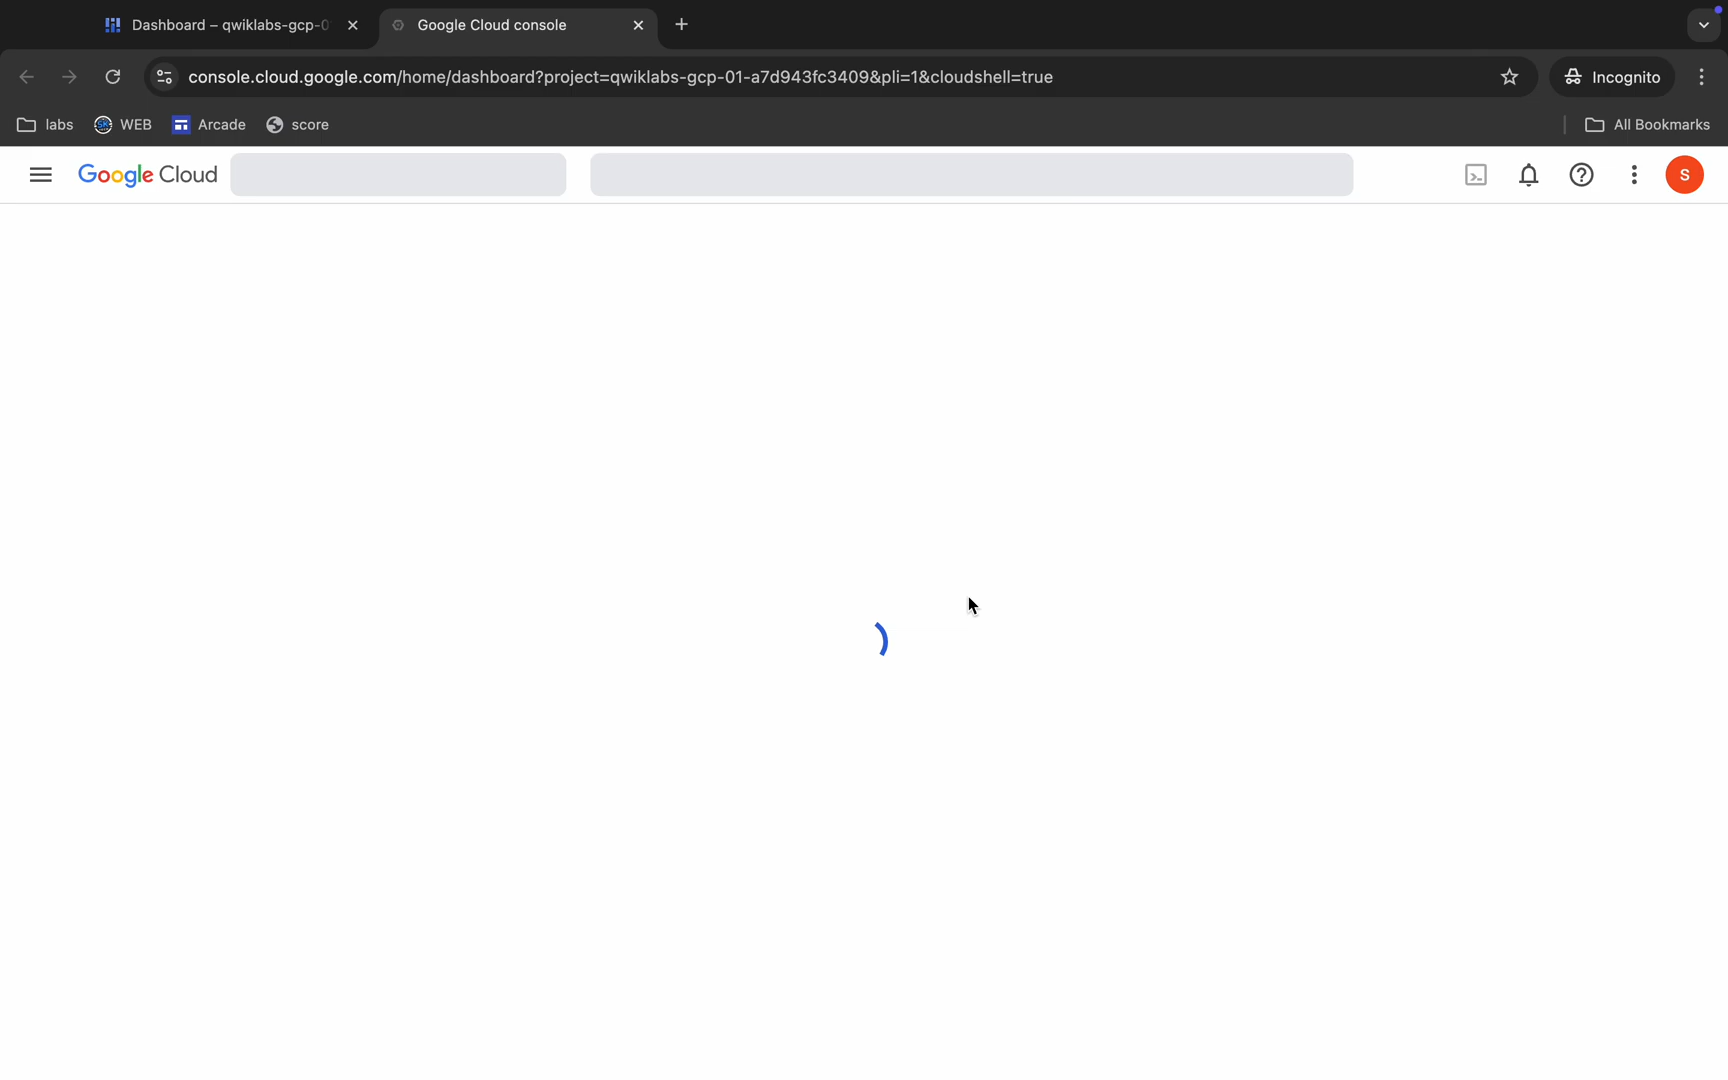 Dashboard – qwiklabs-gcp-0
Google Cloud console
console.cloud.google.com/home/dashboard?project=qwiklabs-gcp-01-a7d943fc3409&pli=1&cloudshell=true
Incognito
labs
WEB
Arcade
score
All Bookmarks
Google Cloud
S